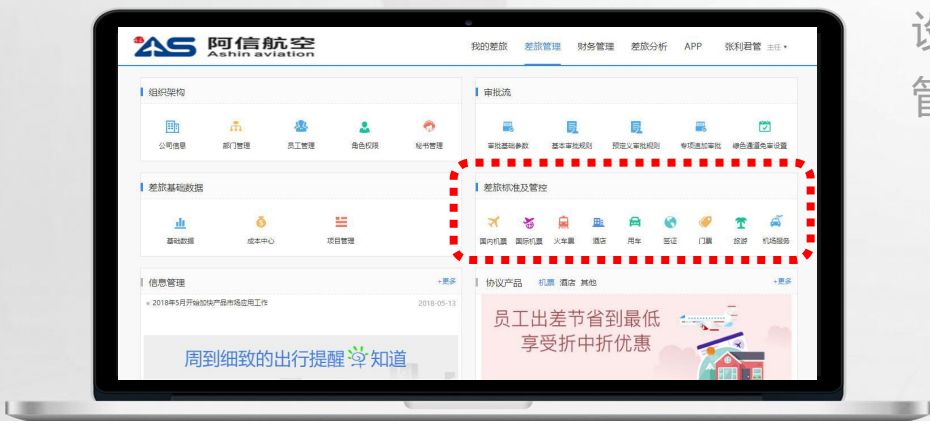 阿信航空
Ashin aviation
我的差旅 差旅管理 财务管理 差旅分析 APP 张利君管 主任
组织架构
公司信息 部门管理 员工管理 角色权限 秘书管理
审批流
审批基础参数 基本审批规则 预定义审批规则 专项追加审批 绿色通道免审设置
差旅基础数据
基础数据 成本中心 项目管理
差旅标准及管控
国内机票 国际机票 火车票 酒店 用车 签证 门票 旅游 机场服务
信息管理 +更多
2018年5月开始加快产品市场应用工作 2018-05-13
周到细致的出行提醒 知道
协议产品 机票 酒店 其他 +更多
员工出差节省到最低
享受折中折优惠
设
管